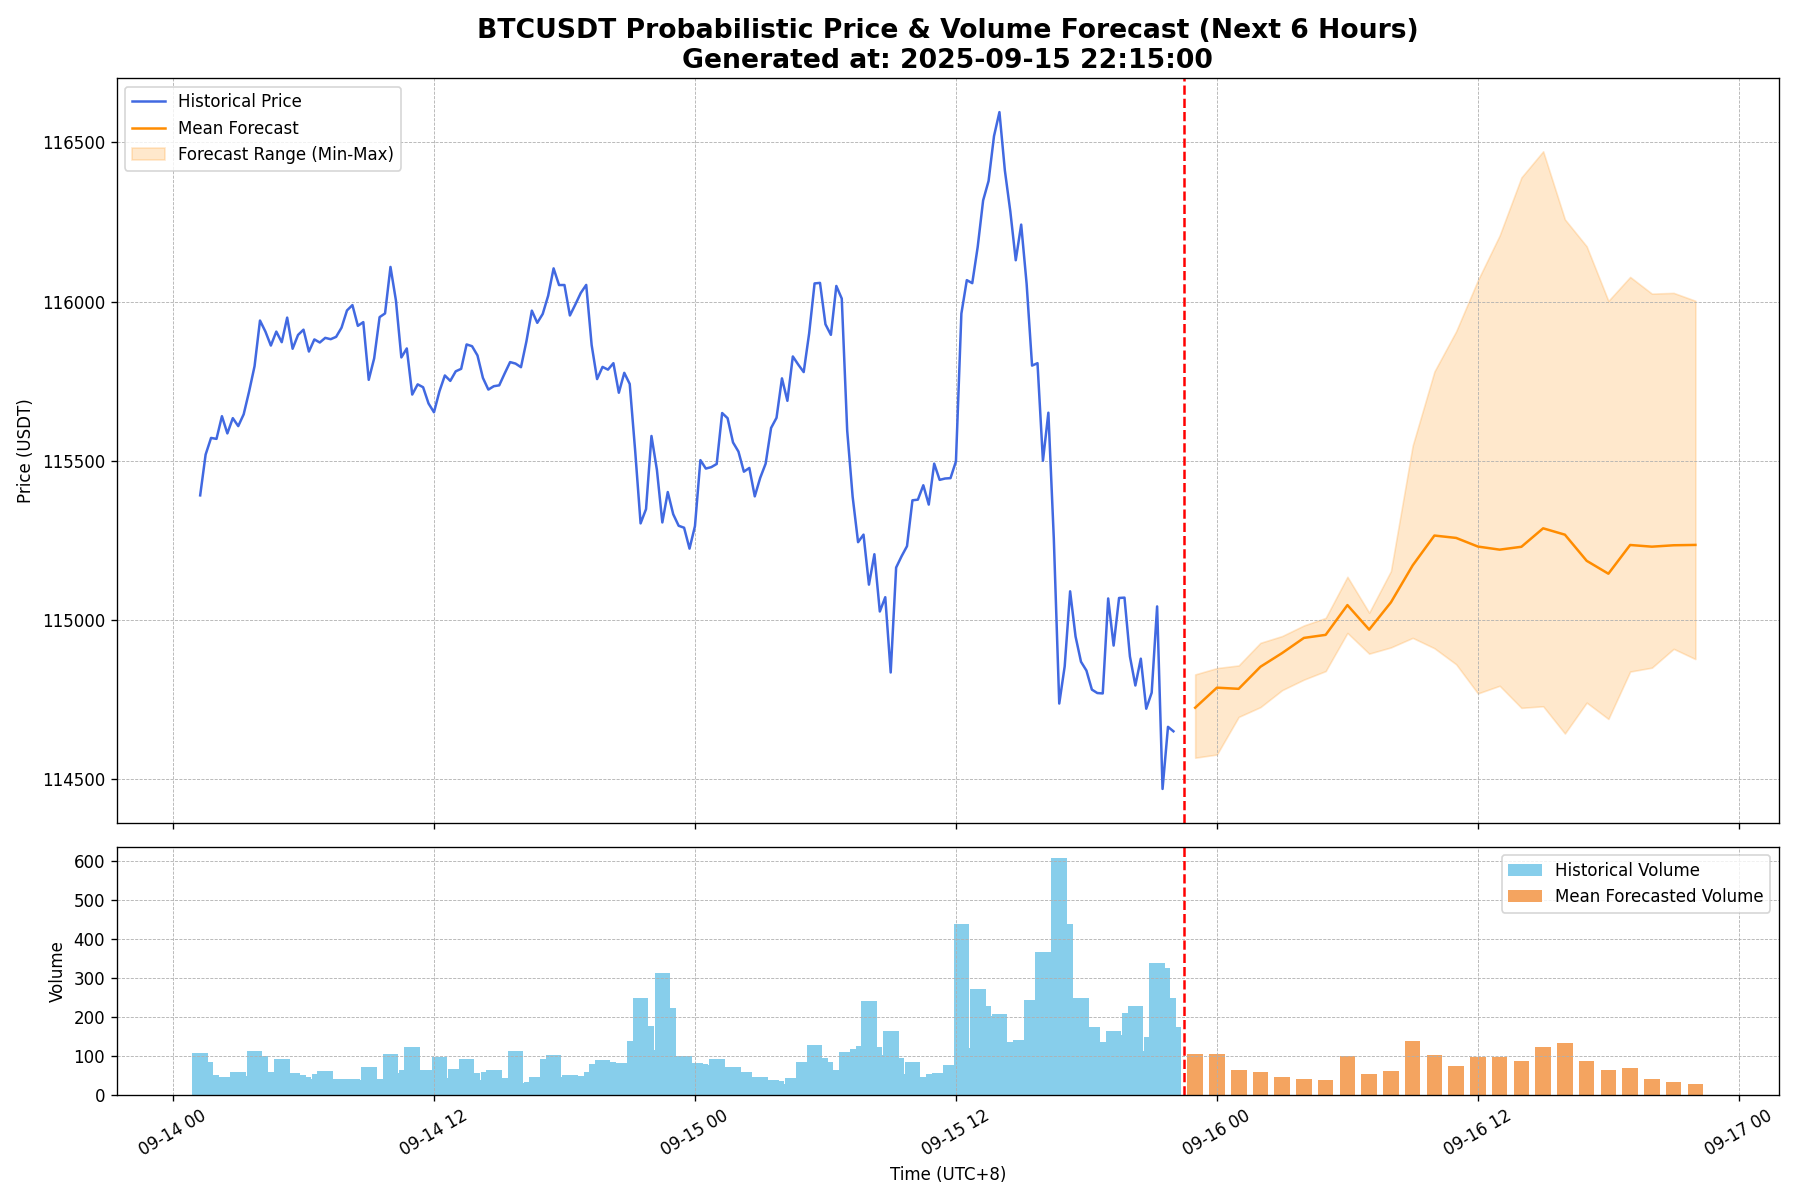 BTCUSDT Probabilistic Price & Volume Forecast (Next 6 Hours)
Generated at: 2025-09-15 22:15:00
Historical Price
Mean Forecast
Forecast Range (Min-Max)
116500
116000
115500
115000
114500
Price (USDT)
Historical Volume
Mean Forecasted Volume
600
500
400
300
200
100
0
Volume
09-14 00
09-14 12
09-15 00
09-15 12
09-16 00
09-16 12
09-17 00
Time (UTC+8)